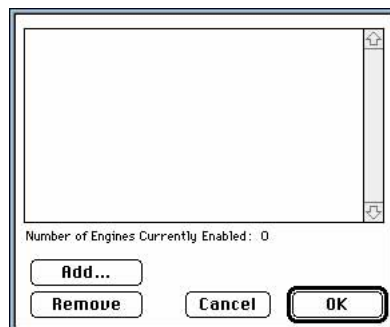 Number of Engines Currently Enabled: 0
Add...
Remove
Cancel
OK